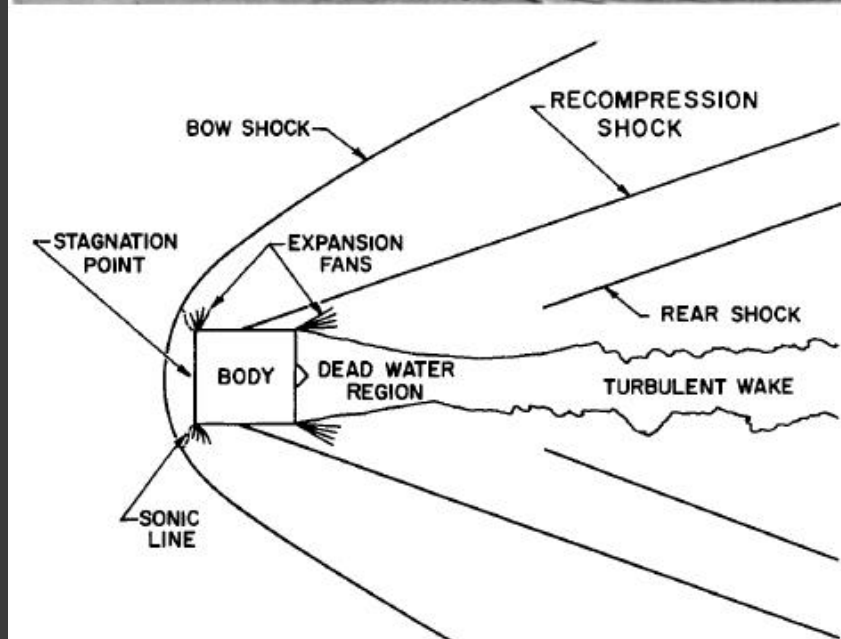 RECOMPRESSION
SHOCK
BOW SHOCK
STAGNATION
POINT
EXPANSION
FANS
REAR SHOCK
BODY
DEAD WATER
REGION
TURBULENT WAKE
SONIC
LINE